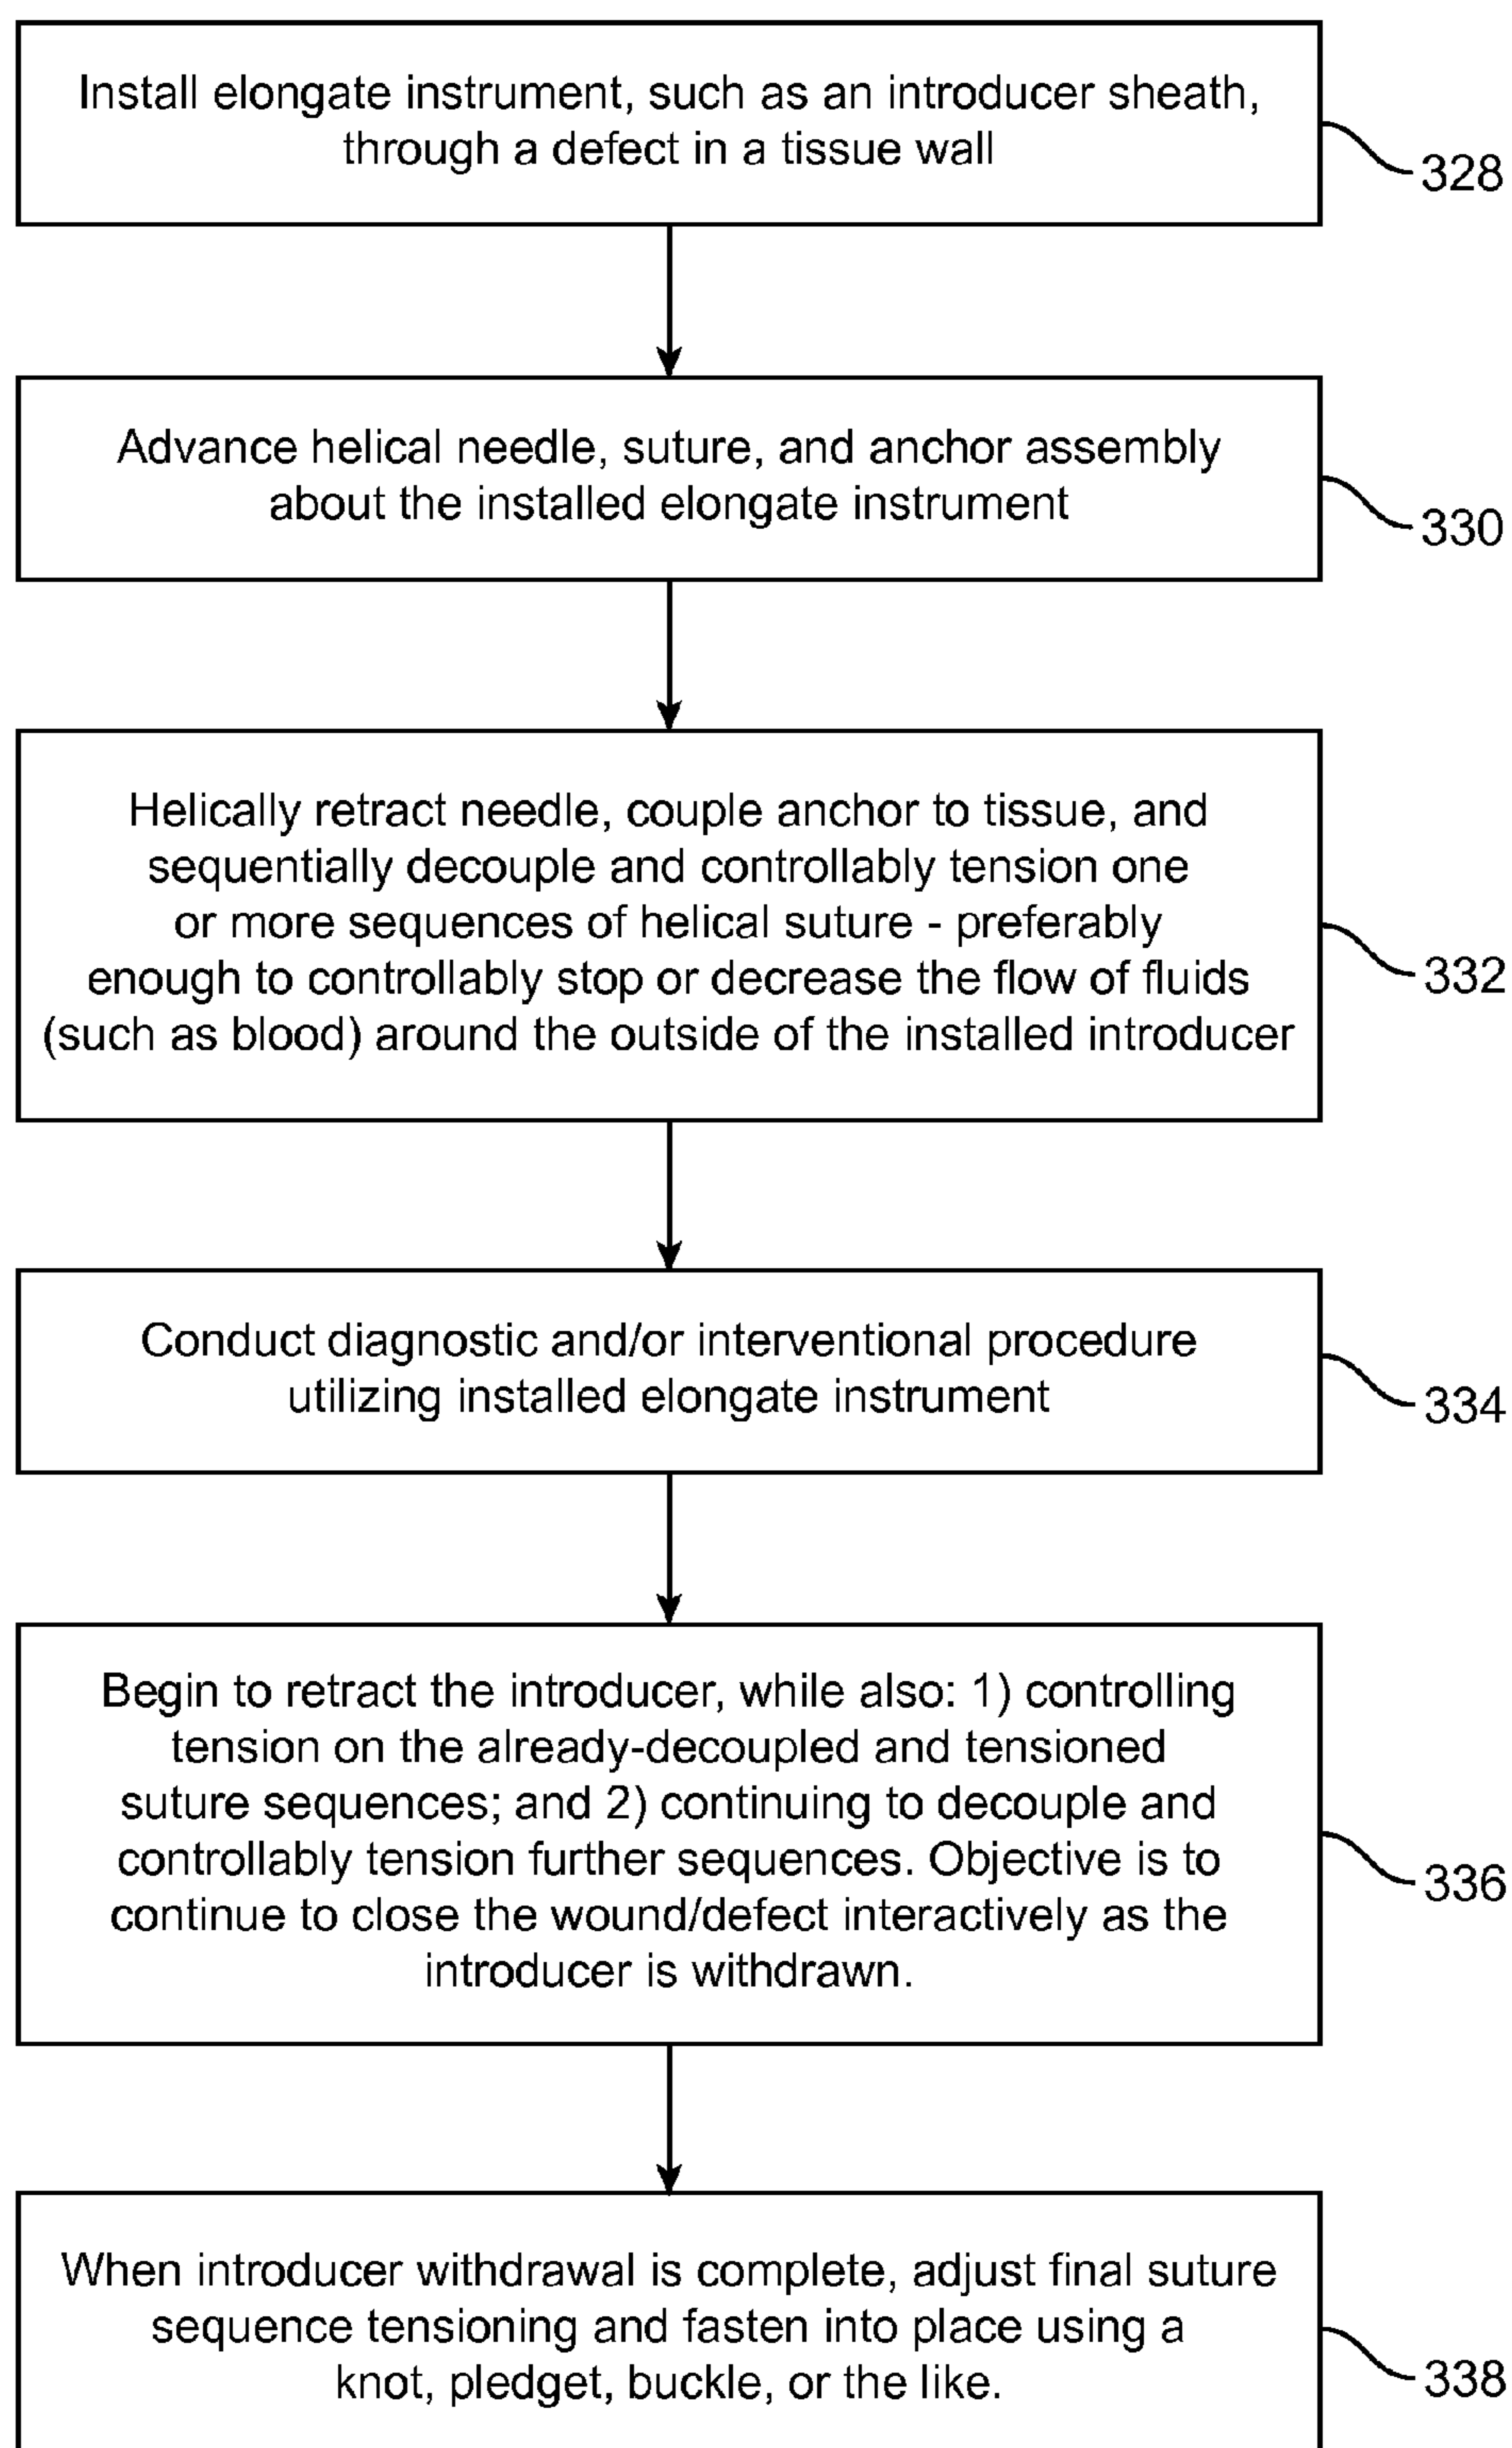 Install elongate instrument, such as an introducer sheath,
through a defect in a tissue wall
328
Advance helical needle, suture, and anchor assembly
about the installed elongate instrument
330
Helically retract needle, couple anchor to tissue, and
sequentially decouple and controllably tension one
or more sequences of helical suture - preferably
enough to controllably stop or decrease the flow of fluids
(such as blood) around the outside of the installed introducer
332
Conduct diagnostic and/or interventional procedure
utilizing installed elongate instrument
334
Begin to retract the introducer, while also: 1) controlling
tension on the already-decoupled and tensioned
suture sequences; and 2) continuing to decouple and
controllably tension further sequences. Objective is to
continue to close the wound/defect interactively as the
introducer is withdrawn.
336
When introducer withdrawal is complete, adjust final suture
sequence tensioning and fasten into place using a
knot, pledget, buckle, or the like.
338